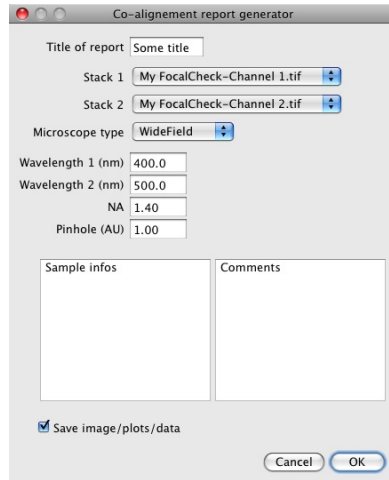 Co-alignement report generator
Title of report Some title
Stack 1 My FocalCheck-Channel 1.tif
Stack 2 My FocalCheck-Channel 2.tif
Microscope type WideField
Wavelength 1 (nm) 400.0
Wavelength 2 (nm) 500.0
NA 1.40
Pinhole (AU) 1.00
Sample infos Comments
Save image/plots/data
Cancel OK